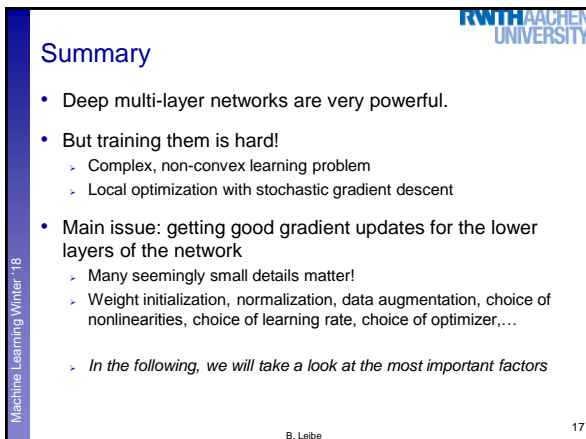 RWTHAACHEN
UNIVERSITY
Summary
• Deep multi-layer networks are very powerful.
• But training them is hard!
➢ Complex, non-convex learning problem
➢ Local optimization with stochastic gradient descent
• Main issue: getting good gradient updates for the lower
layers of the network
➢ Many seemingly small details matter!
➢ Weight initialization, normalization, data augmentation, choice of
nonlinearities, choice of learning rate, choice of optimizer,…
➢ In the following, we will take a look at the most important factors
Machine Learning Winter '18
B. Leibe
17